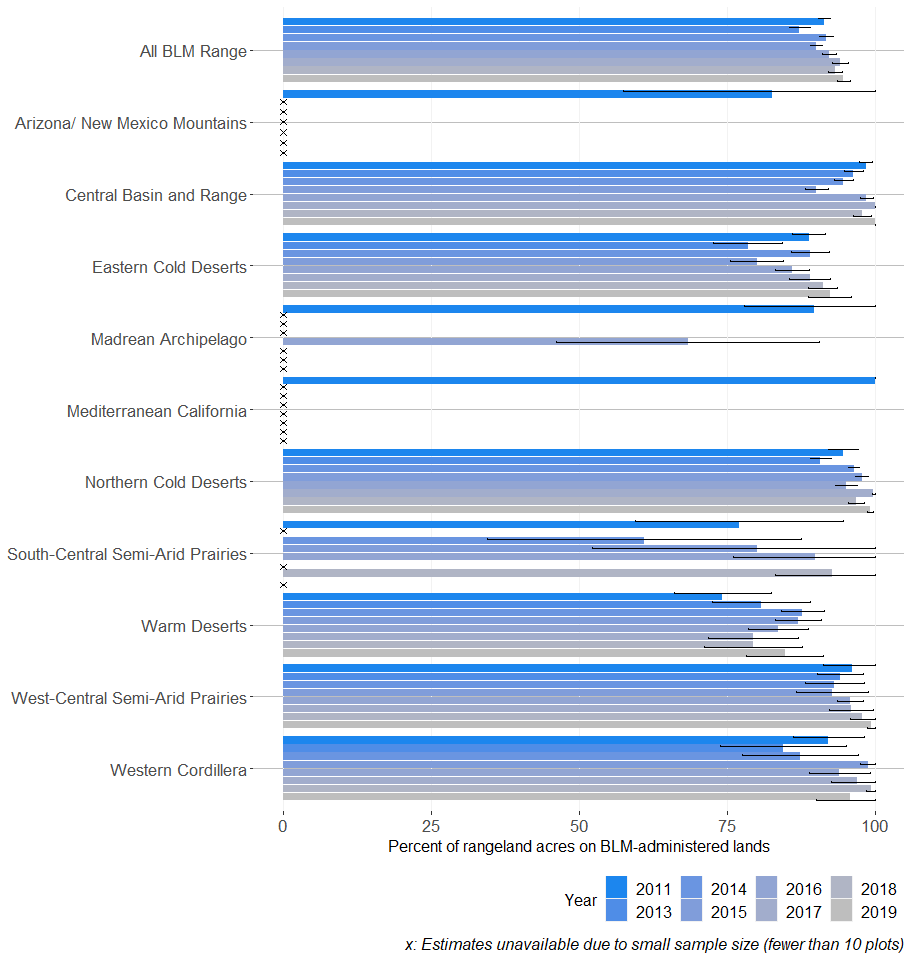 All BLM Range
Arizona/ New Mexico Mountains
Central Basin and Range
Eastern Cold Deserts
Madrean Archipelago
Mediterranean California
Northern Cold Deserts
South-Central Semi-Arid Prairies
Warm Deserts
West-Central Semi-Arid Prairies
Western Cordillera
0 25 50 75 100
Percent of rangeland acres on BLM-administered lands
Year
2011 2014 2016 2018
2013 2015 2017 2019
x: Estimates unavailable due to small sample size (fewer than 10 plots)